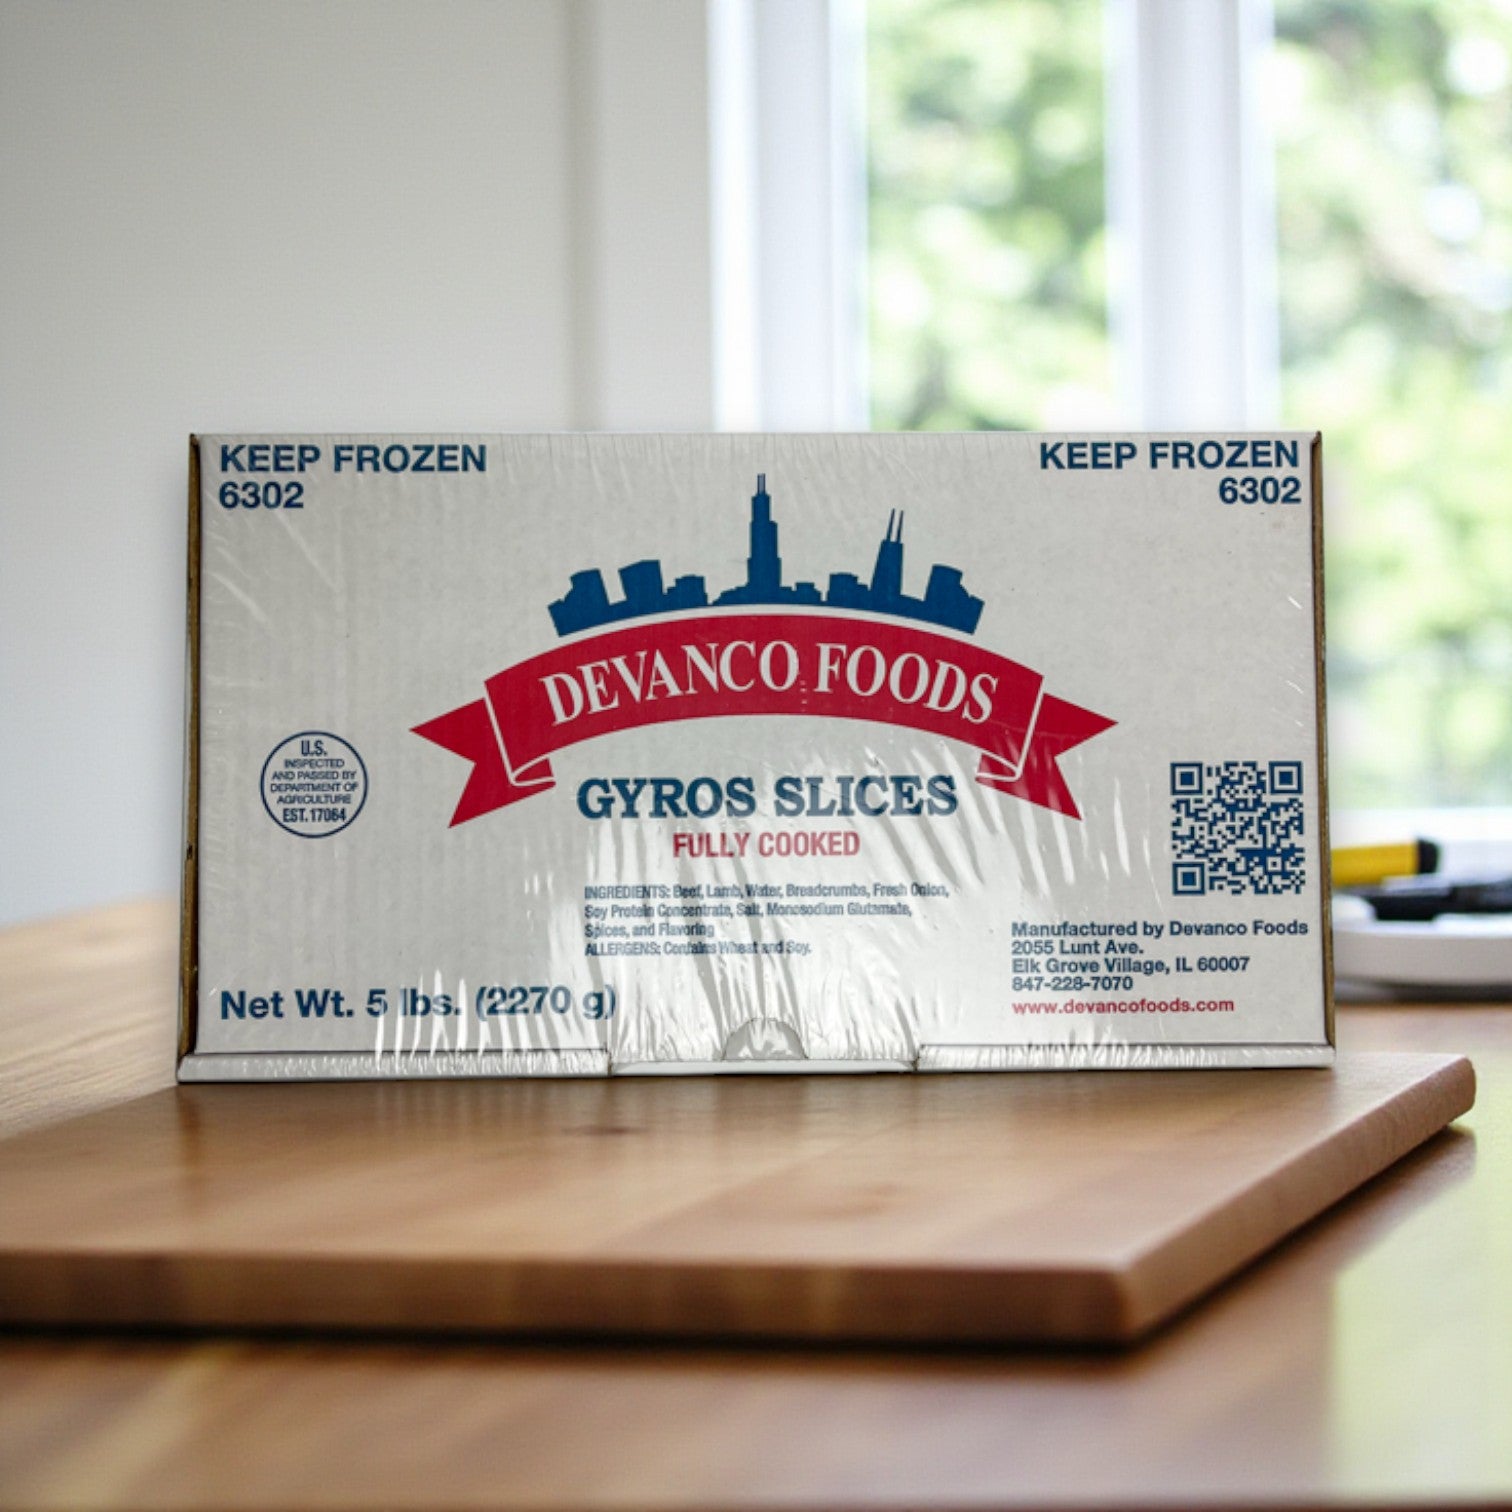 KEEP FROZEN
6302
KEEP FROZEN
6302
DEVANCO FOODS
GYROS SLICES
FULLY COOKED
U.S.
INSPECTED
AND PASSED BY
DEPARTMENT OF
AGRICULTURE
EST. 17064
INGREDIENTS: Beef, Lamb, Water, Breadcrumbs, Fresh Onion,
Soy Protein Concentrate, Salt, Monosodium Glutamate,
Spices, and Flavoring
ALLERGENS: Contains Wheat and Soy.
Net Wt. 5 lbs. (2270 g)
Manufactured by Devanco Foods
2055 Lunt Ave.
Elk Grove Village, IL 60007
847-228-7070
www.devancofoods.com